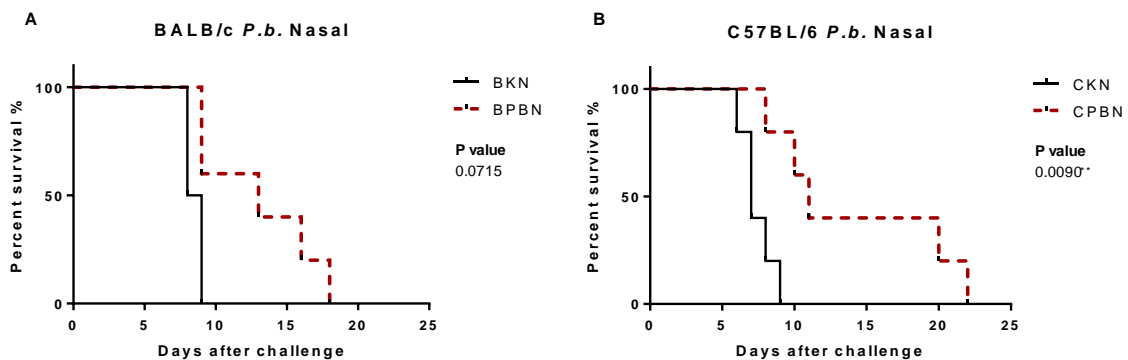 A
BALB/c P.b. Nasal
Percent survival %
100
50
0
0 5 10 15 20 25
Days after challenge
BKN
BPBN
P value
0.0715
B
C57BL/6 P.b. Nasal
Percent survival %
100
50
0
0 5 10 15 20 25
Days after challenge
CKN
CPBN
P value
0.0090**